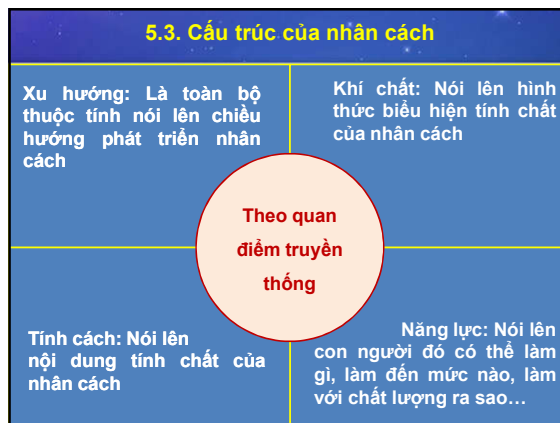 5.3. Cấu trúc của nhân cách
Xu hướng: Là toàn bộ
thuộc tính nói lên chiều
hướng phát triển nhân
cách
Khí chất: Nói lên hình
thức biểu hiện tính chất
của nhân cách
Theo quan
điểm truyền
thống
Tính cách: Nói lên
nội dung tính chất của
nhân cách
Năng lực: Nói lên
con người đó có thể làm
gì, làm đến mức nào, làm
với chất lượng ra sao…